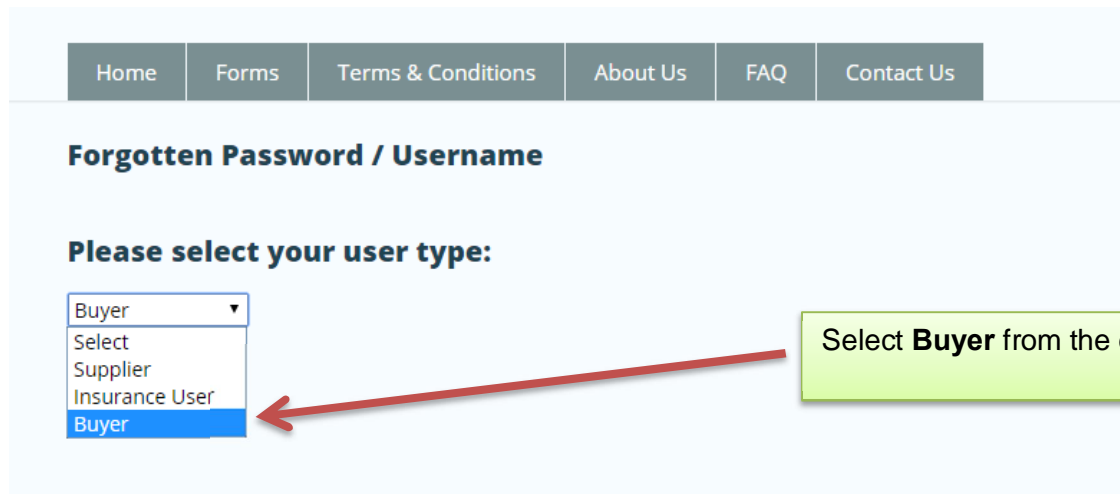 Home Forms Terms & Conditions About Us FAQ Contact Us
Forgotten Password / Username
Please select your user type:
Buyer
Select
Supplier
Insurance User
Buyer
Select Buyer from the